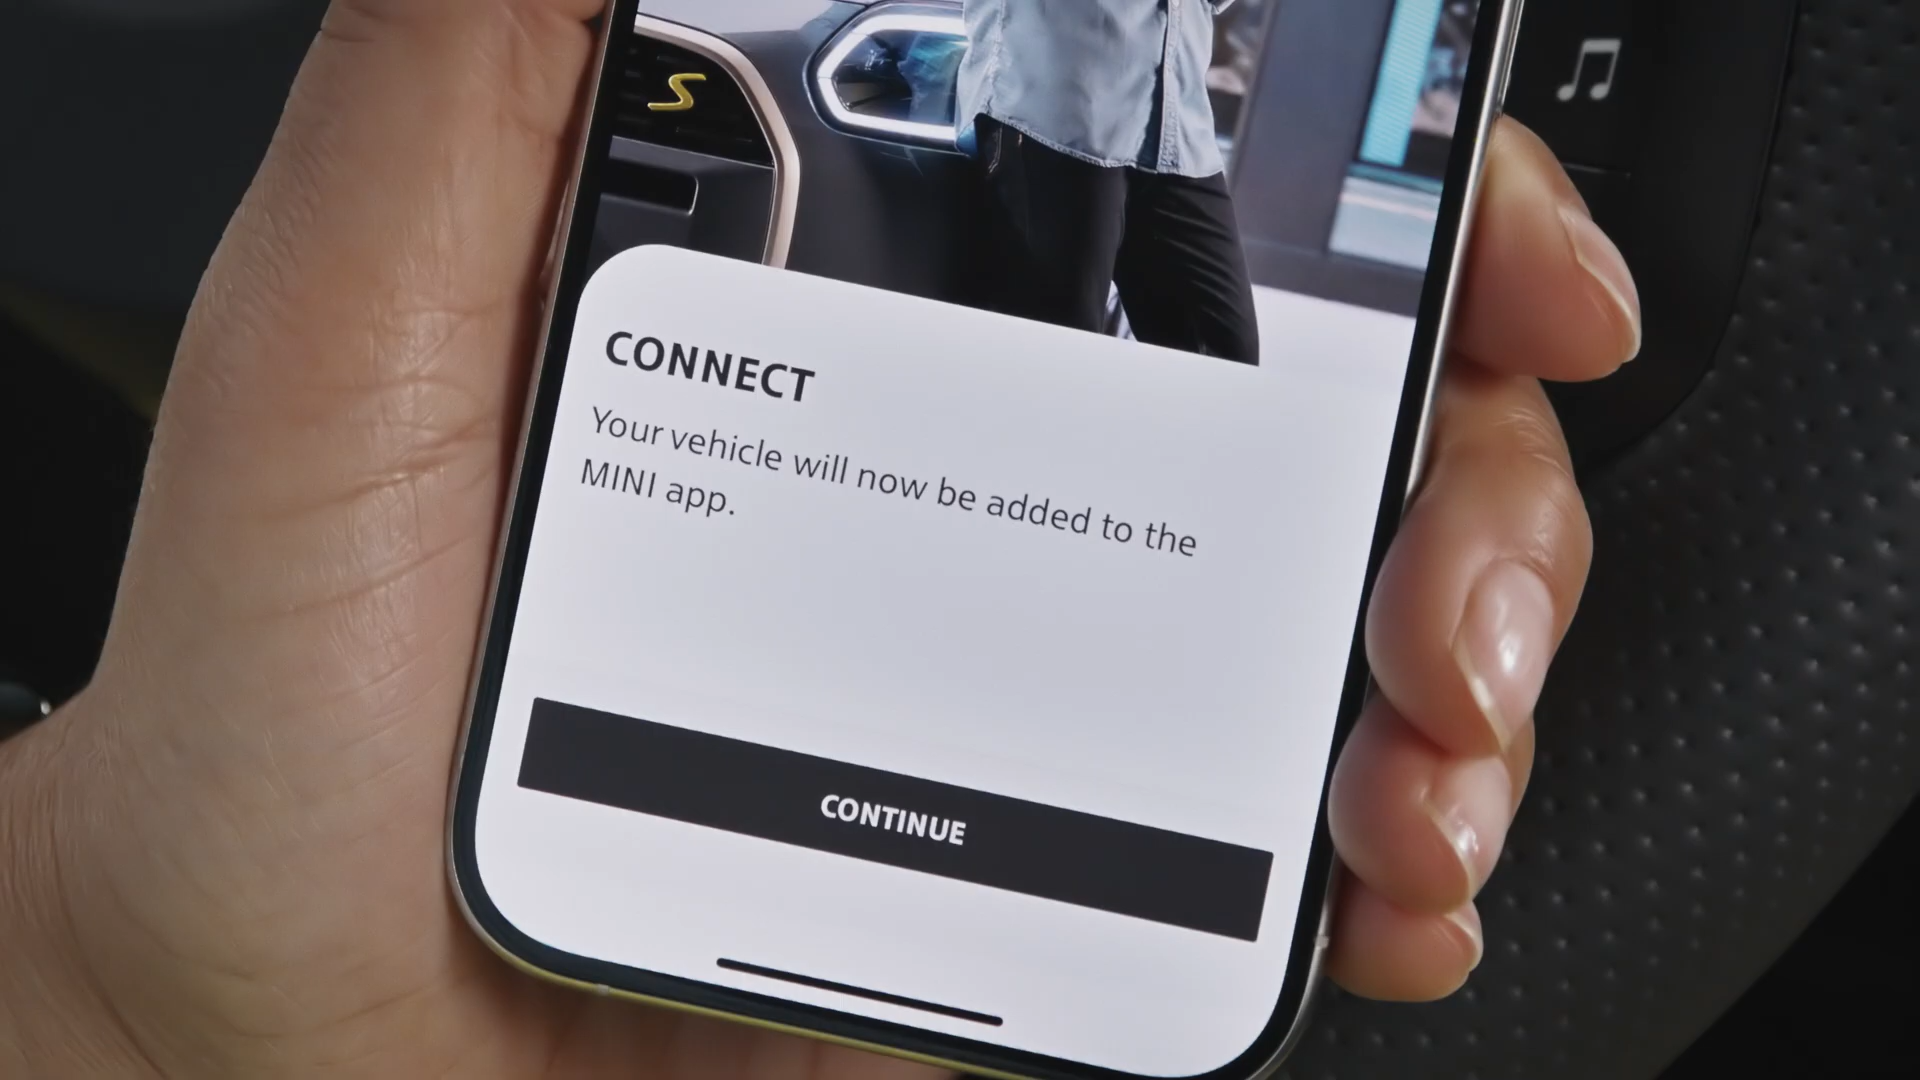 S
CONNECT
Your vehicle will now be added to the
MINI app.
CONTINUE